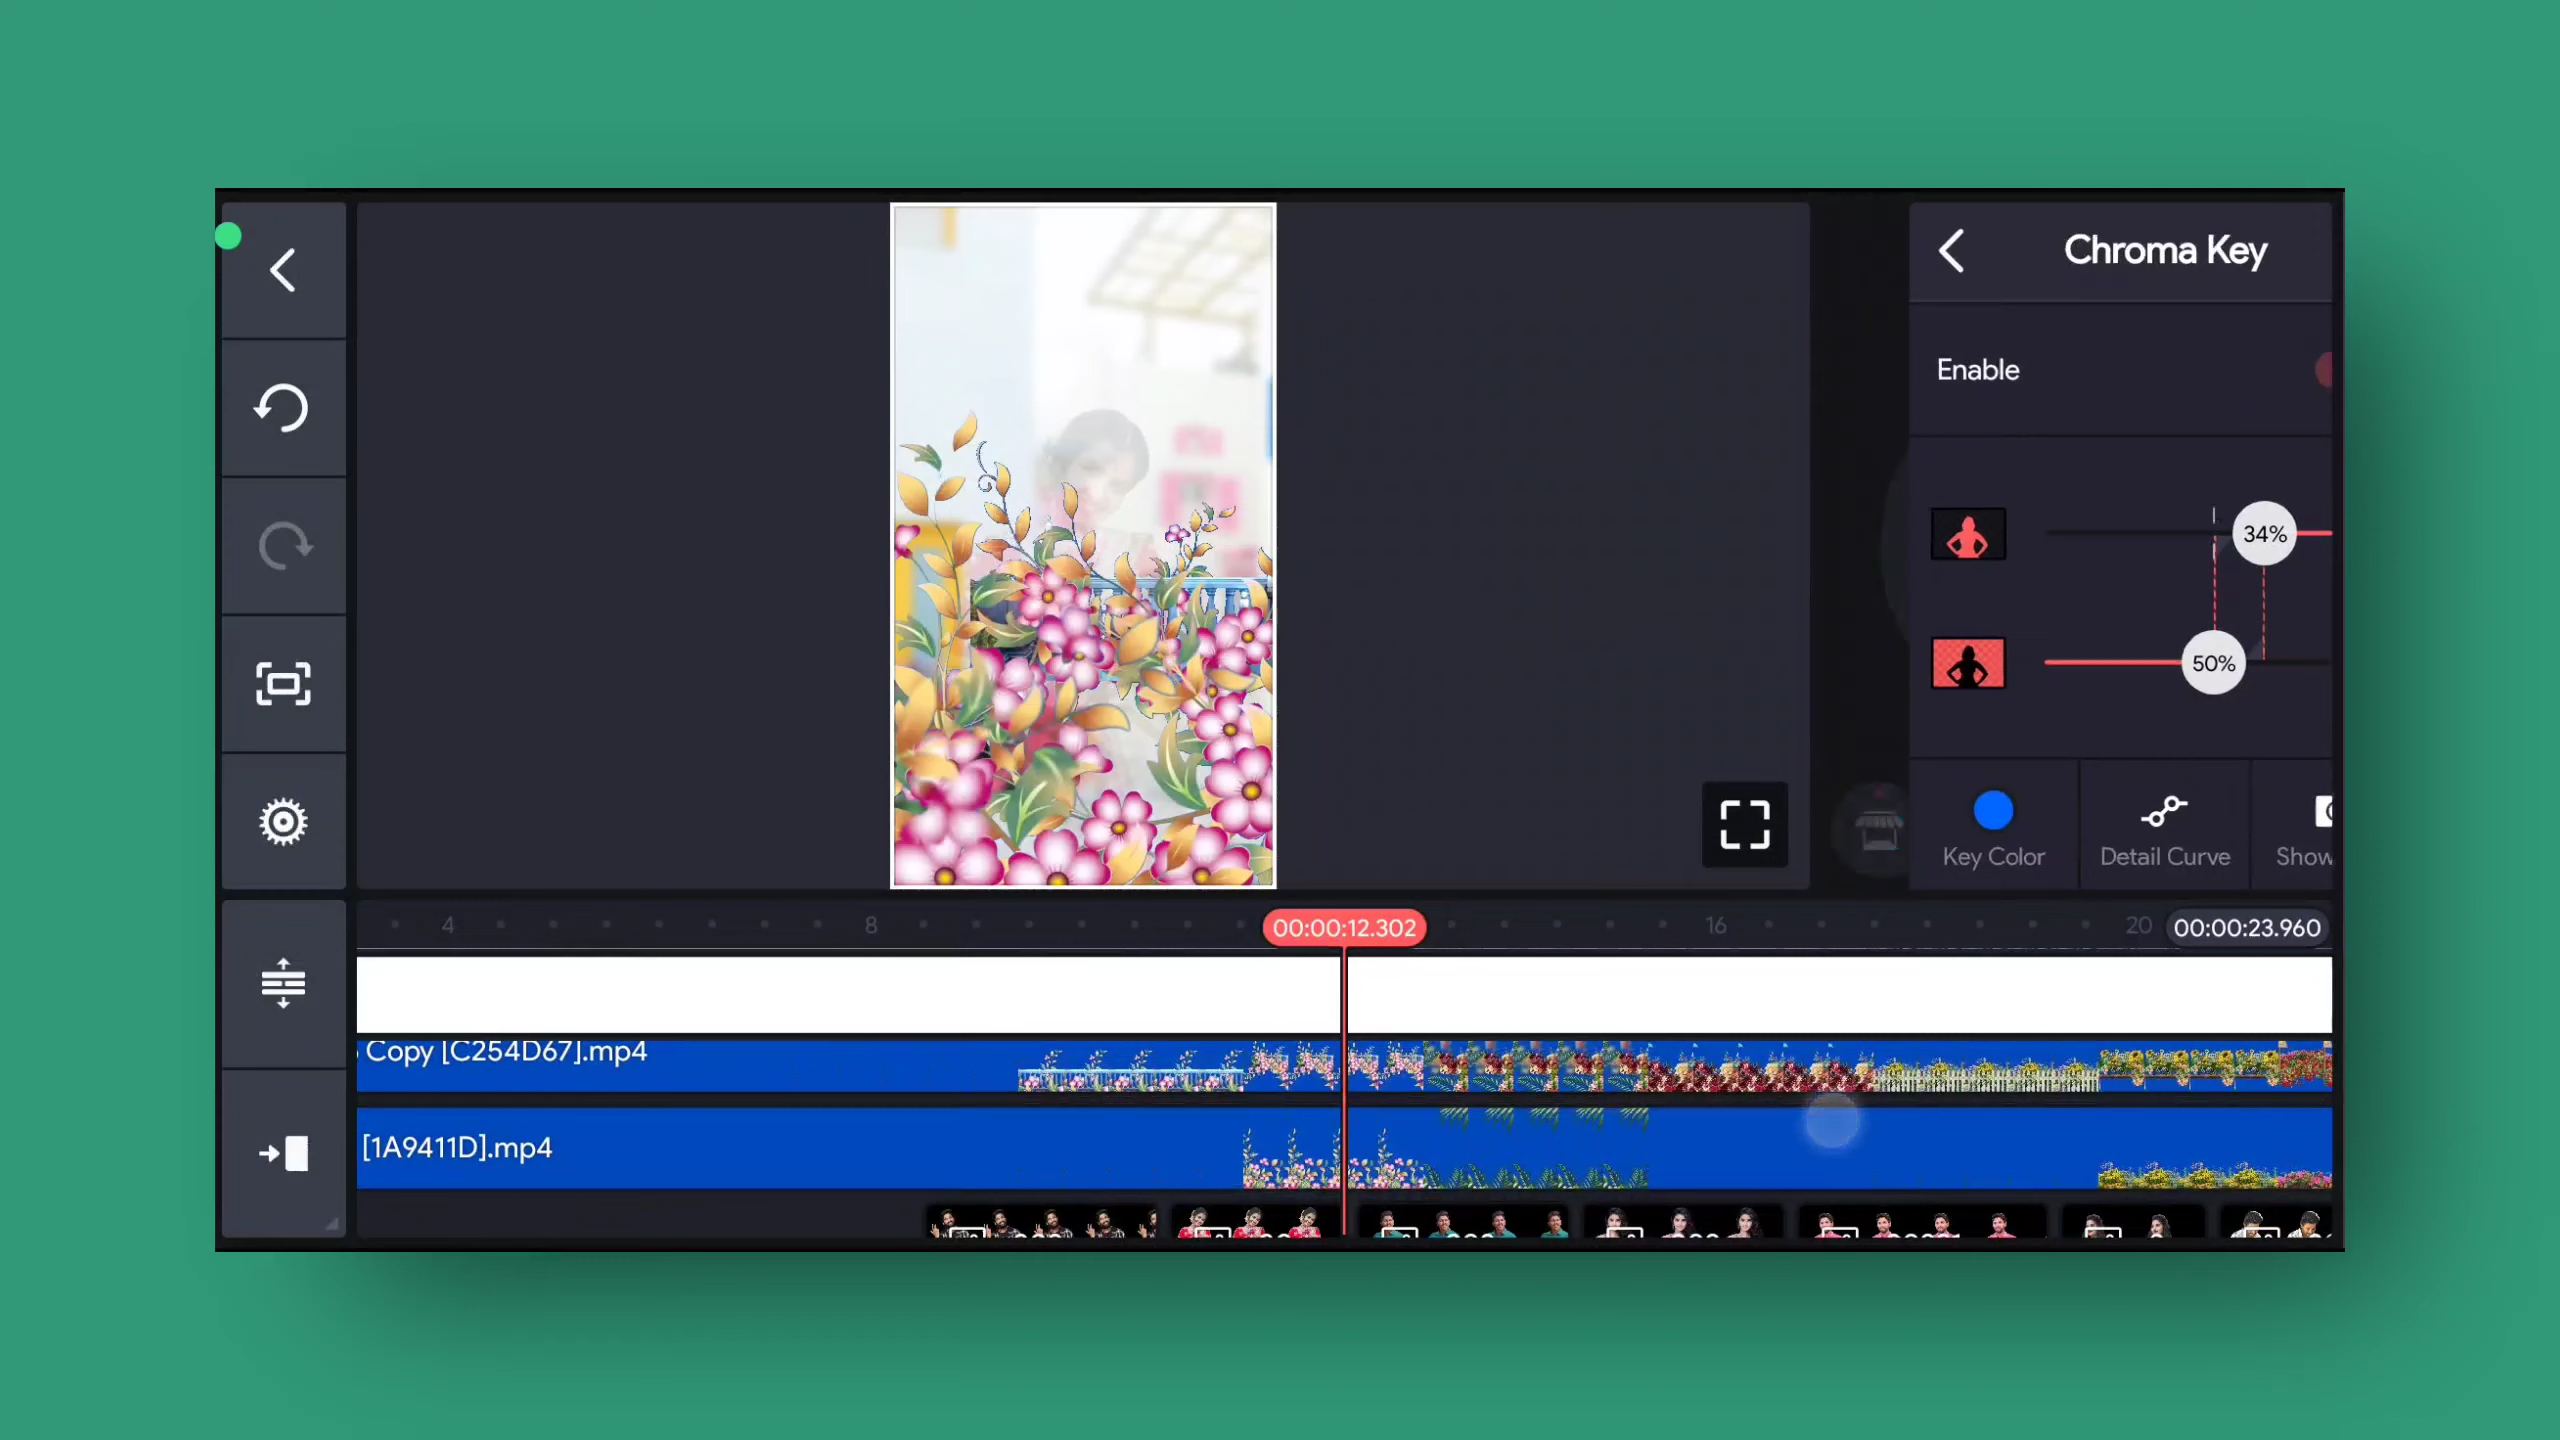 Chroma Key
Enable
34%
50%
Key Color
Detail Curve
Show
4
8
00:00:12.302
16
20
00:00:23.960
Copy [C254D67].mp4
[1A9411D].mp4